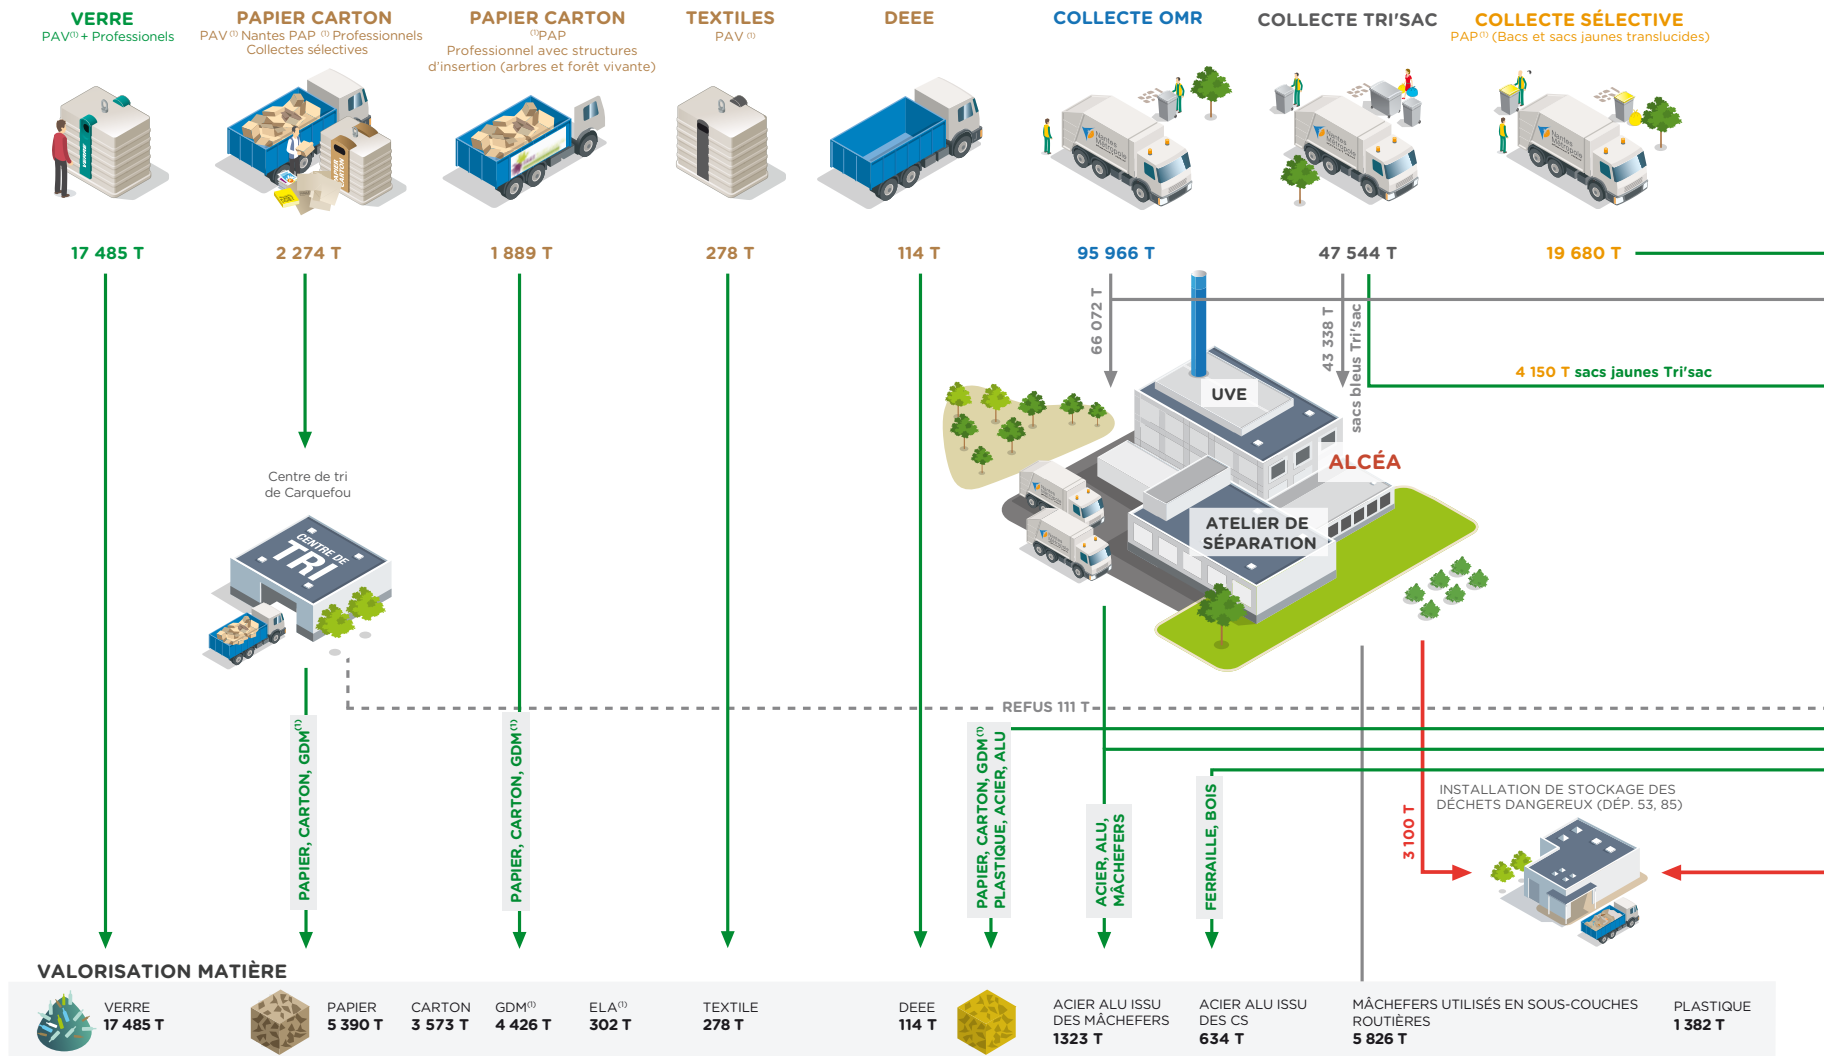 VERRE
PAV(1) + Professionels
PAPIER CARTON
PAV(1) Nantes PAP (1) Professionnels
Collectes sélectives
PAPIER CARTON
(1)PAP
Professionnel avec structures
d'insertion (arbres et forêt vivante)
TEXTILES
PAV (1)
DEEE
COLLECTE OMR
COLLECTE TRI'SAC
COLLECTE SÉLECTIVE
PAP(1) (Bacs et sacs jaunes translucides)
PAPIER
CARTON
Nantes
Métropole
Nantes
Métropole
Nantes
Métropole
17 485 T
2 274 T
1 889 T
278 T
114 T
95 966 T
47 544 T
19 680 T
66 072 T
43 338 T
sacs bleus Tri'sac
4 150 T sacs jaunes Tri'sac
UVE
ALCÉA
ATELIER DE
SÉPARATION
Centre de tri
de Carquefou
CENTRE DE
TRI
REFUS 111 T
PAPIER, CARTON, GDM(1)
PAPIER, CARTON, GDM(1)
PAPIER, CARTON, GDM(1)
PLASTIQUE, ACIER, ALU
ACIER, ALU,
MÂCHEFERS
FERRAILLE, BOIS
3 100 T
INSTALLATION DE STOCKAGE DES
DÉCHETS DANGEREUX (DÉP. 53, 85)
VALORISATION MATIÈRE
VERRE
17 485 T
PAPIER
5 390 T
CARTON
3 573 T
GDM(1)
4 426 T
ELA(1)
302 T
TEXTILE
278 T
DEEE
114 T
ACIER ALU ISSU
DES MÂCHEFERS
1323 T
ACIER ALU ISSU
DES CS
634 T
MÂCHEFERS UTILISÉS EN SOUS-COUCHES
ROUTIÈRES
5 826 T
PLASTIQUE
1 382 T